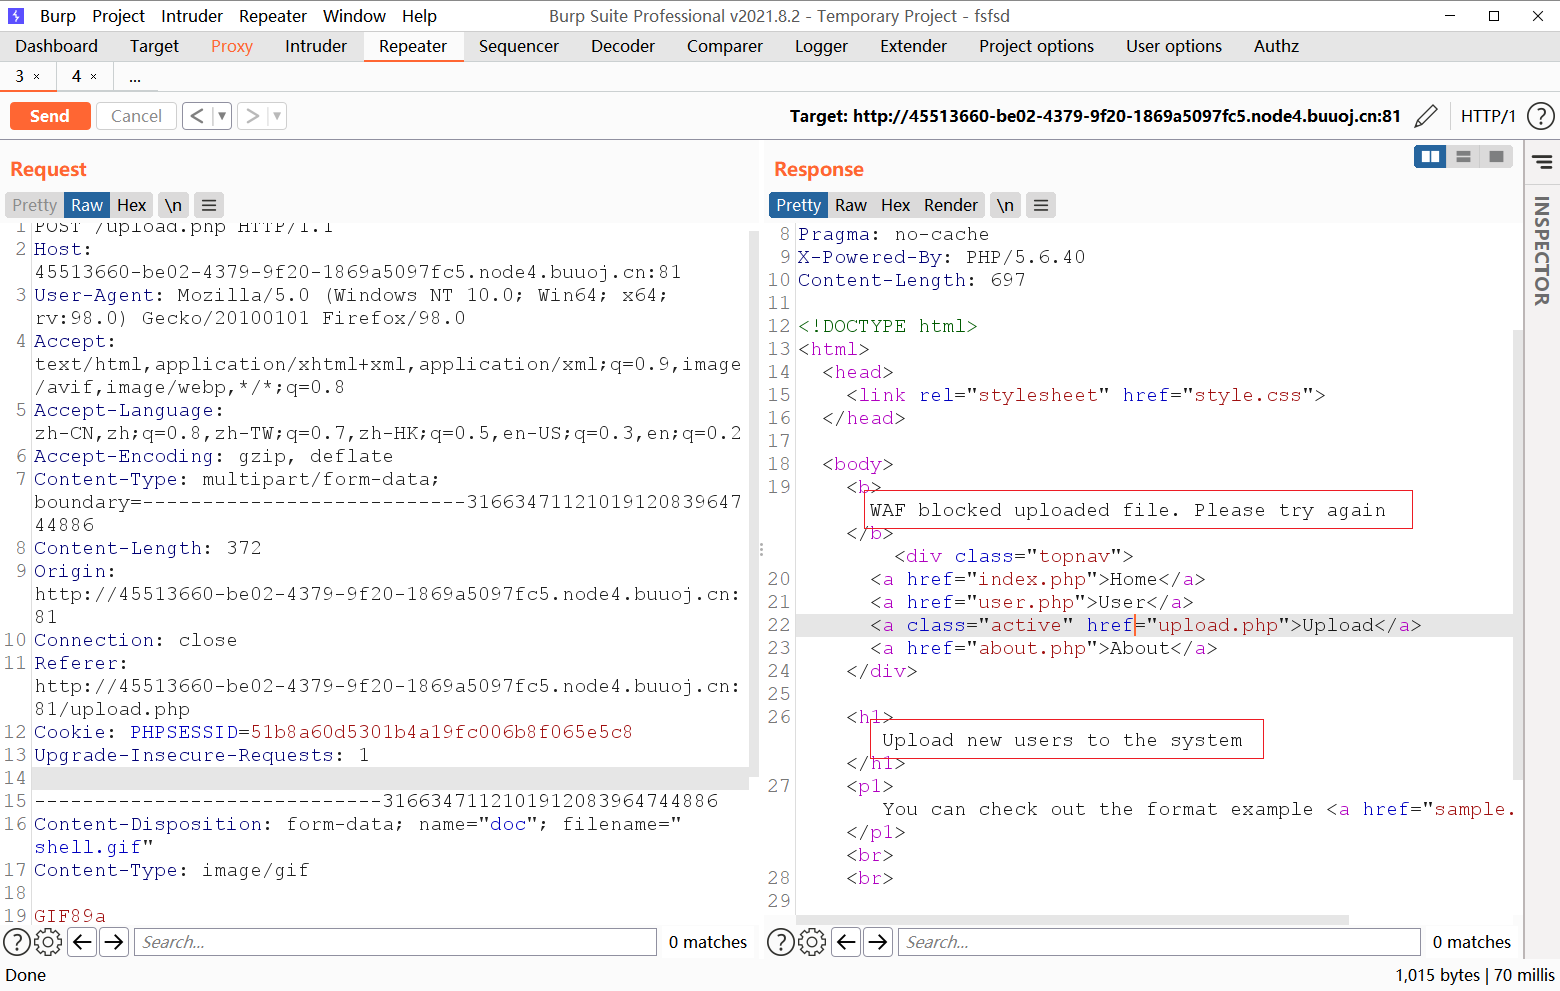 Burp Project Intruder Repeater Window Help Burp Suite Professional v2021.8.2 - Temporary Project - fsfsd
Dashboard Target Proxy Intruder Repeater Sequencer Decoder Comparer Logger Extender Project options User options Authz
3 × 4 × ...
Send Cancel < > Target: http://45513660-be02-4379-9f20-1869a5097fc5.node4.buuoj.cn:81 HTTP/1 ?
Request
Pretty Raw Hex \n
1 POST /upload.php HTTP/1.1
2 Host:
45513660-be02-4379-9f20-1869a5097fc5.node4.buuoj.cn:81
3 User-Agent: Mozilla/5.0 (Windows NT 10.0; Win64; x64;
rv:98.0) Gecko/20100101 Firefox/98.0
4 Accept:
text/html,application/xhtml+xml,application/xml;q=0.9,image
/avif,image/webp,*/*;q=0.8
5 Accept-Language:
zh-CN,zh;q=0.8,zh-TW;q=0.7,zh-HK;q=0.5,en-US;q=0.3,en;q=0.2
6 Accept-Encoding: gzip, deflate
7 Content-Type: multipart/form-data;
boundary=---------------------------31663471121019120839647
44886
8 Content-Length: 372
9 Origin:
http://45513660-be02-4379-9f20-1869a5097fc5.node4.buuoj.cn:
81
10 Connection: close
11 Referer:
http://45513660-be02-4379-9f20-1869a5097fc5.node4.buuoj.cn:
81/upload.php
12 Cookie: PHPSESSID=51b8a60d5301b4a19fc006b8f065e5c8
13 Upgrade-Insecure-Requests: 1
14
15 -----------------------------3166347112101912083964744886
16 Content-Disposition: form-data; name="doc"; filename="
shell.gif"
17 Content-Type: image/gif
18
19 GIF89a
? Search... 0 matches
Response
Pretty Raw Hex Render \n
8 Pragma: no-cache
9 X-Powered-By: PHP/5.6.40
10 Content-Length: 697
11
12 <!DOCTYPE html>
13 <html>
14 <head>
15 <link rel="stylesheet" href="style.css">
16 </head>
17
18 <body>
19 <b>
WAF blocked uploaded file. Please try again
</b>
<div class="topnav">
20 <a href="index.php">Home</a>
21 <a href="user.php">User</a>
22 <a class="active" href="upload.php">Upload</a>
23 <a href="about.php">About</a>
24 </div>
25
26 <h1>
Upload new users to the system
</h1>
27 <p1>
You can check out the format example <a href="sample.
</p1>
<br>
28 <br>
29
? Search... 0 matches
INSPECTOR
Done 1,015 bytes | 70 millis